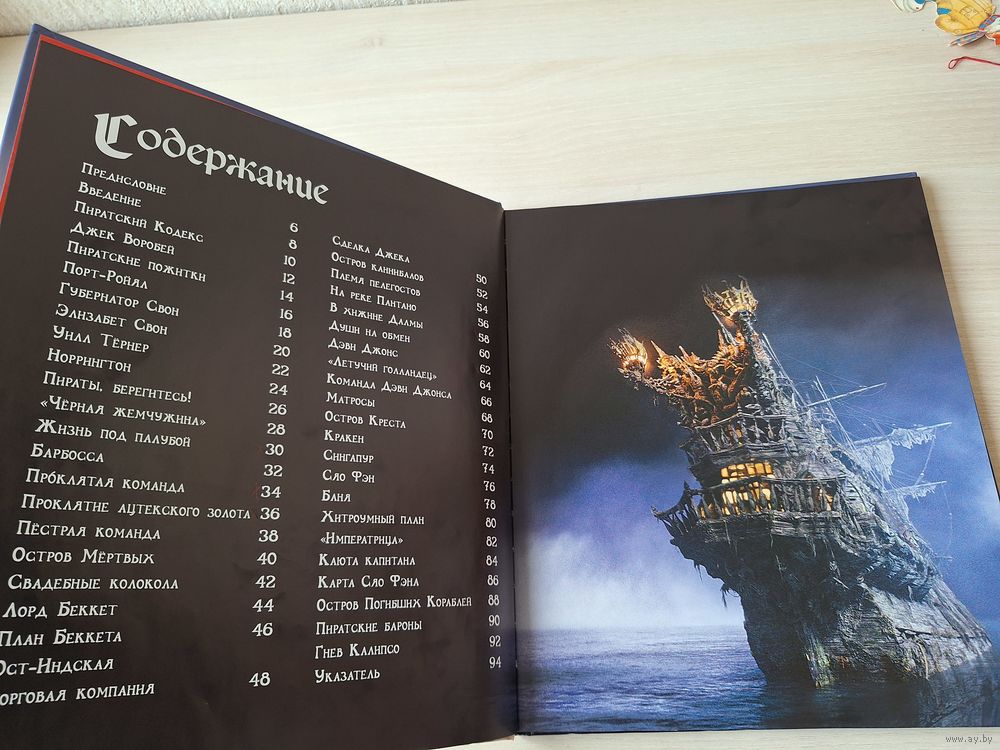 Содержание
Предисловие 6
Введение 8
Пиратский Кодекс 10
Джек Воробей 12
Пиратские пожитки 14
Порт-Ройял 16
Губернатор Свон 18
Элизабет Свон 20
Уилл Тёрнер 22
Норрингтон 24
Пираты, берегитесь! 26
«Чёрная жемчужина» 28
Жизнь под палубой 30
Барбосса 32
Про́клятая команда 34
Проклятие ацтекского золота 36
Пёстрая команда 38
Остров Мёртвых 40
Свадебные колокола 42
Лорд Беккет 44
План Беккета 46
Ост-Индская
орговая компания 48
Сделка Джека 50
Остров каннибалов 52
Племя пелегостов 54
На реке Пантано 56
В хижине Далмы 58
Души на обмен 60
Дэви Джонс 62
«Летучий голландец» 64
Команда Дэви Джонса 66
Матросы 68
Остров Креста 70
Кракен 72
Сингапур 74
Сяо Фэн 76
Баня 78
Хитроумный план 80
«Императрица» 82
Каюта капитана 84
Карта Сяо Фэна 86
Остров Погибших Кораблей 88
Пиратские бароны 90
Гнев Калипсо 92
Указатель 94
www.ay.by